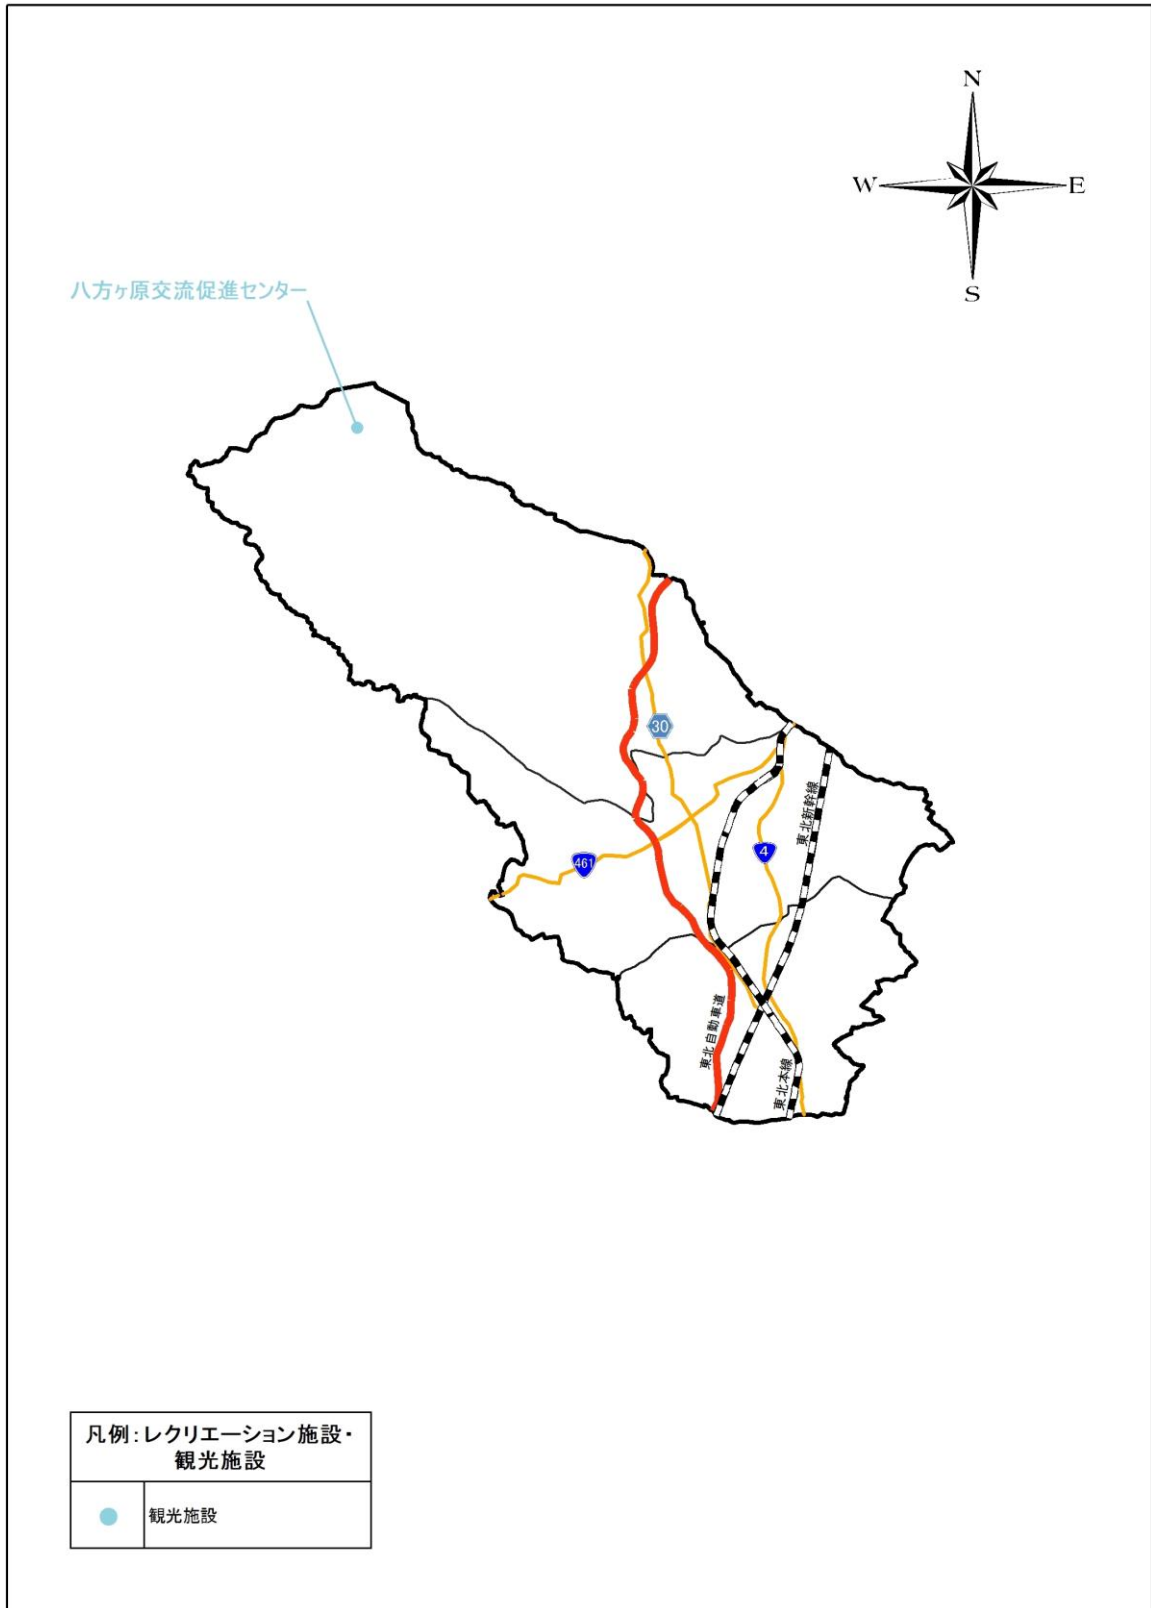 N
W
E
S
八方ヶ原交流促進センター
30
東北新幹線
4
461
東北自動車道
東北本線
凡例:レクリエーション施設・
観光施設
観光施設